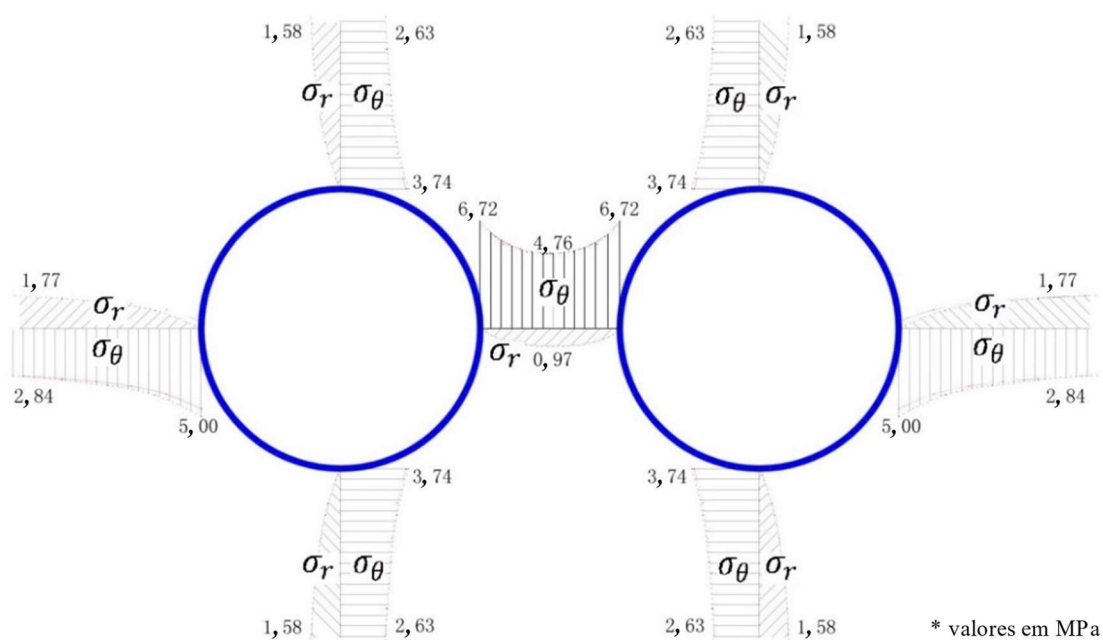 1,58 2,63 2,63 1,58
σr σθ σθ σr
3,74 3,74
6,72 6,72
4,76
σθ
1,77 1,77
σr σr
σθ σθ
σr 0,97
2,84 2,84
5,00 5,00
3,74 3,74
σr σθ σθ σr
1,58 2,63 2,63 1,58
* valores em MPa